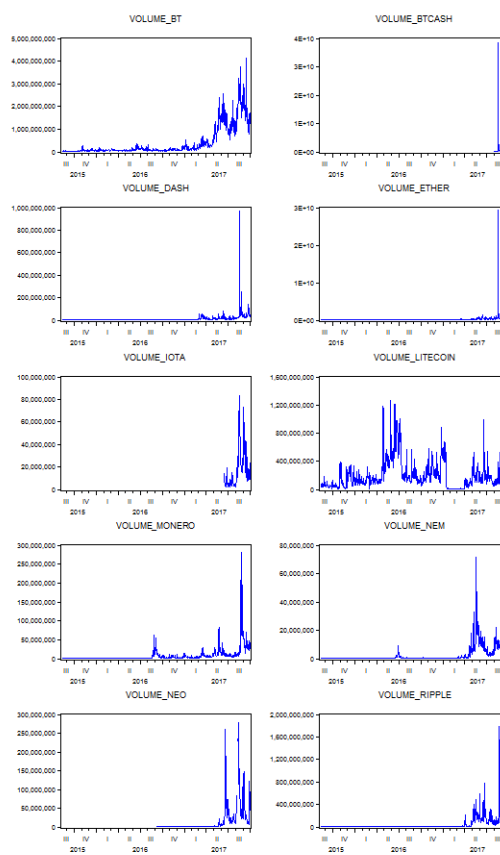 VOLUME_BT
5,000,000,000
4,000,000,000
3,000,000,000
2,000,000,000
1,000,000,000
0
III IV I II III IV I II III
2015 2016 2017
VOLUME_BTCASH
4E+10
3E+10
2E+10
1E+10
0E+00
III IV I II III IV I II III
2015 2016 2017
VOLUME_DASH
1,000,000,000
800,000,000
600,000,000
400,000,000
200,000,000
0
III IV I II III IV I II III
2015 2016 2017
VOLUME_ETHER
3E+10
2E+10
1E+10
0E+00
III IV I II III IV I II III
2015 2016 2017
VOLUME_IOTA
100,000,000
80,000,000
60,000,000
40,000,000
20,000,000
0
III IV I II III IV I II III
2015 2016 2017
VOLUME_LITECOIN
1,600,000,000
1,200,000,000
800,000,000
400,000,000
0
III IV I II III IV I II III
2015 2016 2017
VOLUME_MONERO
300,000,000
250,000,000
200,000,000
150,000,000
100,000,000
50,000,000
0
III IV I II III IV I II III
2015 2016 2017
VOLUME_NEM
80,000,000
60,000,000
40,000,000
20,000,000
0
III IV I II III IV I II III
2015 2016 2017
VOLUME_NEO
300,000,000
250,000,000
200,000,000
150,000,000
100,000,000
50,000,000
0
III IV I II III IV I II III
2015 2016 2017
VOLUME_RIPPLE
2,000,000,000
1,600,000,000
1,200,000,000
800,000,000
400,000,000
0
III IV I II III IV I II III
2015 2016 2017